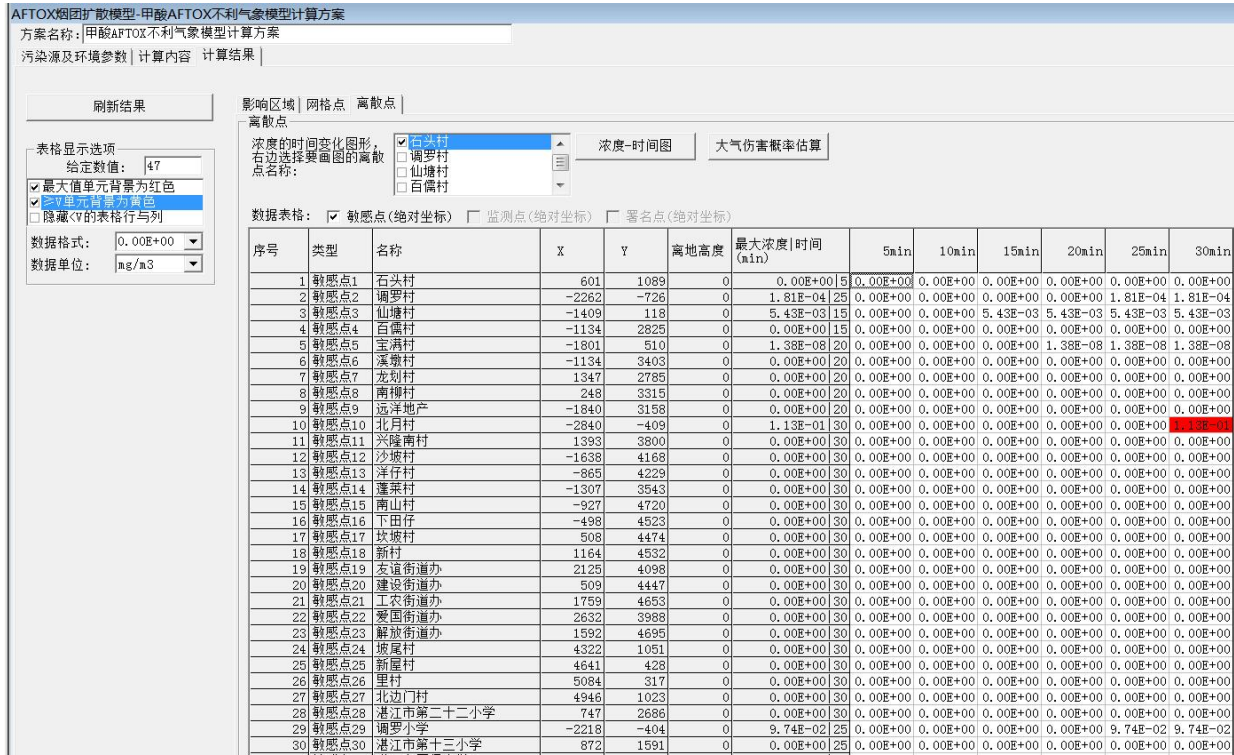 AFTOX烟团扩散模型-甲酸AFTOX不利气象模型计算方案
方案名称: 甲酸AFTOX不利气象模型计算方案
污染源及环境参数 计算内容 计算结果
刷新结果
表格显示选项
给定数值: 47
最大值单元背景为红色
≥V单元背景为黄色
隐藏<V的表格行与列
数据格式: 0.00E+00
数据单位: mg/m3
影响区域 网格点 离散点
离散点
浓度的时间变化图形,
右边选择要画图的离散
点名称:
石头村
调罗村
仙塘村
百儒村
浓度-时间图 大气伤害概率估算
数据表格: 敏感点(绝对坐标) 监测点(绝对坐标) 署名点(绝对坐标)
序号 类型 名称 X Y 离地高度 最大浓度|时间(min) 5min 10min 15min 20min 25min 30min
1 敏感点1 石头村 601 1089 0 0.00E+00|5 0.00E+00 0.00E+00 0.00E+00 0.00E+00 0.00E+00 0.00E+00
2 敏感点2 调罗村 -2262 -726 0 1.81E-04|25 0.00E+00 0.00E+00 0.00E+00 0.00E+00 1.81E-04 1.81E-04
3 敏感点3 仙塘村 -1409 118 0 5.43E-03|15 0.00E+00 0.00E+00 5.43E-03 5.43E-03 5.43E-03 5.43E-03
4 敏感点4 百儒村 -1134 2825 0 0.00E+00|15 0.00E+00 0.00E+00 0.00E+00 0.00E+00 0.00E+00 0.00E+00
5 敏感点5 宝满村 -1801 510 0 1.38E-08|20 0.00E+00 0.00E+00 0.00E+00 1.38E-08 1.38E-08 1.38E-08
6 敏感点6 溪墩村 -1134 3403 0 0.00E+00|20 0.00E+00 0.00E+00 0.00E+00 0.00E+00 0.00E+00 0.00E+00
7 敏感点7 龙划村 1347 2785 0 0.00E+00|20 0.00E+00 0.00E+00 0.00E+00 0.00E+00 0.00E+00 0.00E+00
8 敏感点8 南柳村 248 3315 0 0.00E+00|20 0.00E+00 0.00E+00 0.00E+00 0.00E+00 0.00E+00 0.00E+00
9 敏感点9 远洋地产 -1840 3158 0 0.00E+00|20 0.00E+00 0.00E+00 0.00E+00 0.00E+00 0.00E+00 0.00E+00
10 敏感点10 北月村 -2840 -409 0 1.13E-01|30 0.00E+00 0.00E+00 0.00E+00 0.00E+00 0.00E+00 1.13E-01
11 敏感点11 兴隆南村 1393 3800 0 0.00E+00|30 0.00E+00 0.00E+00 0.00E+00 0.00E+00 0.00E+00 0.00E+00
12 敏感点12 沙坡村 -1638 4168 0 0.00E+00|30 0.00E+00 0.00E+00 0.00E+00 0.00E+00 0.00E+00 0.00E+00
13 敏感点13 洋仔村 -865 4229 0 0.00E+00|30 0.00E+00 0.00E+00 0.00E+00 0.00E+00 0.00E+00 0.00E+00
14 敏感点14 蓬莱村 -1307 3543 0 0.00E+00|30 0.00E+00 0.00E+00 0.00E+00 0.00E+00 0.00E+00 0.00E+00
15 敏感点15 南山村 -927 4720 0 0.00E+00|30 0.00E+00 0.00E+00 0.00E+00 0.00E+00 0.00E+00 0.00E+00
16 敏感点16 下田仔 -498 4523 0 0.00E+00|30 0.00E+00 0.00E+00 0.00E+00 0.00E+00 0.00E+00 0.00E+00
17 敏感点17 坎坡村 508 4474 0 0.00E+00|30 0.00E+00 0.00E+00 0.00E+00 0.00E+00 0.00E+00 0.00E+00
18 敏感点18 新村 1164 4532 0 0.00E+00|30 0.00E+00 0.00E+00 0.00E+00 0.00E+00 0.00E+00 0.00E+00
19 敏感点19 友谊街道办 2125 4098 0 0.00E+00|30 0.00E+00 0.00E+00 0.00E+00 0.00E+00 0.00E+00 0.00E+00
20 敏感点20 建设街道办 509 4447 0 0.00E+00|30 0.00E+00 0.00E+00 0.00E+00 0.00E+00 0.00E+00 0.00E+00
21 敏感点21 工农街道办 1759 4653 0 0.00E+00|30 0.00E+00 0.00E+00 0.00E+00 0.00E+00 0.00E+00 0.00E+00
22 敏感点22 爱国街道办 2632 3988 0 0.00E+00|30 0.00E+00 0.00E+00 0.00E+00 0.00E+00 0.00E+00 0.00E+00
23 敏感点23 解放街道办 1592 4695 0 0.00E+00|30 0.00E+00 0.00E+00 0.00E+00 0.00E+00 0.00E+00 0.00E+00
24 敏感点24 坡尾村 4322 1051 0 0.00E+00|30 0.00E+00 0.00E+00 0.00E+00 0.00E+00 0.00E+00 0.00E+00
25 敏感点25 新屋村 4641 428 0 0.00E+00|30 0.00E+00 0.00E+00 0.00E+00 0.00E+00 0.00E+00 0.00E+00
26 敏感点26 里村 5084 317 0 0.00E+00|30 0.00E+00 0.00E+00 0.00E+00 0.00E+00 0.00E+00 0.00E+00
27 敏感点27 北边门村 4946 1023 0 0.00E+00|30 0.00E+00 0.00E+00 0.00E+00 0.00E+00 0.00E+00 0.00E+00
28 敏感点28 湛江市第二十二小学 747 2686 0 0.00E+00|30 0.00E+00 0.00E+00 0.00E+00 0.00E+00 0.00E+00 0.00E+00
29 敏感点29 调罗小学 -2218 -404 0 9.74E-02|25 0.00E+00 0.00E+00 0.00E+00 0.00E+00 9.74E-02 9.74E-02
30 敏感点30 湛江市第十三小学 872 1591 0 0.00E+00|25 0.00E+00 0.00E+00 0.00E+00 0.00E+00 0.00E+00 0.00E+00